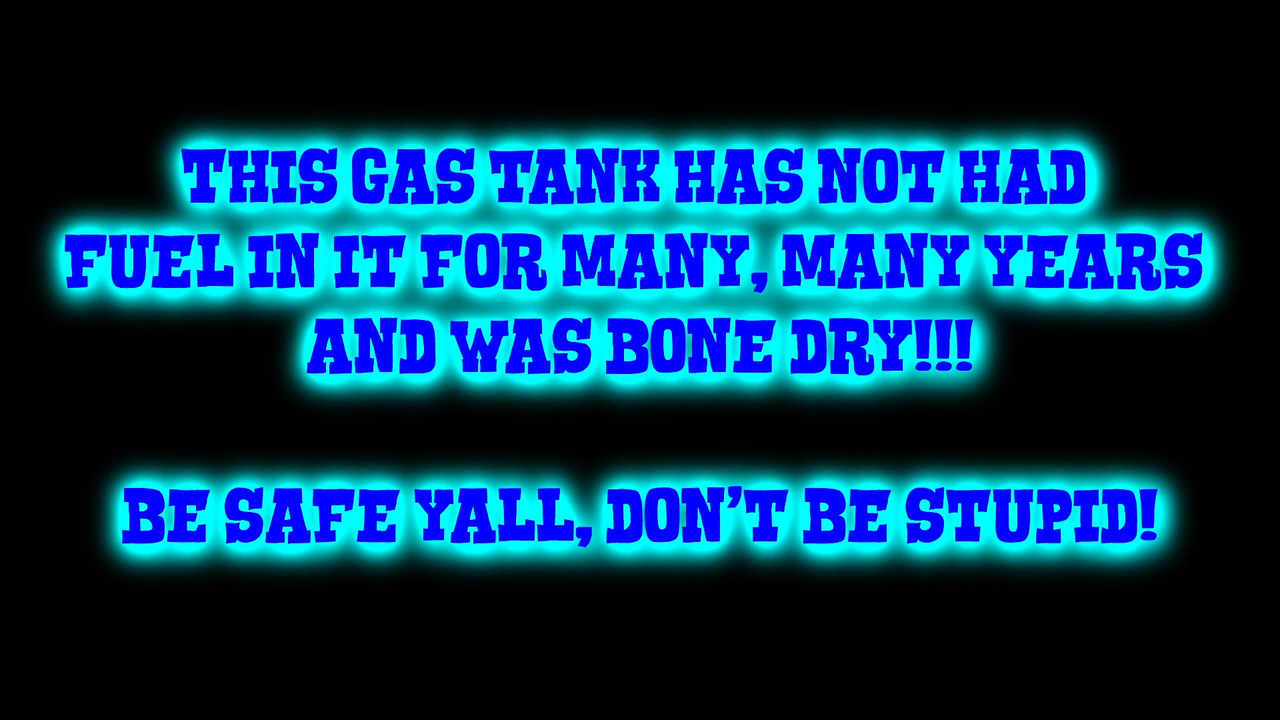 THIS GAS TANK HAS NOT HAD
FUEL IN IT FOR MANY, MANY YEARS
AND WAS BONE DRY!!!
BE SAFE YALL, DON'T BE STUPID!